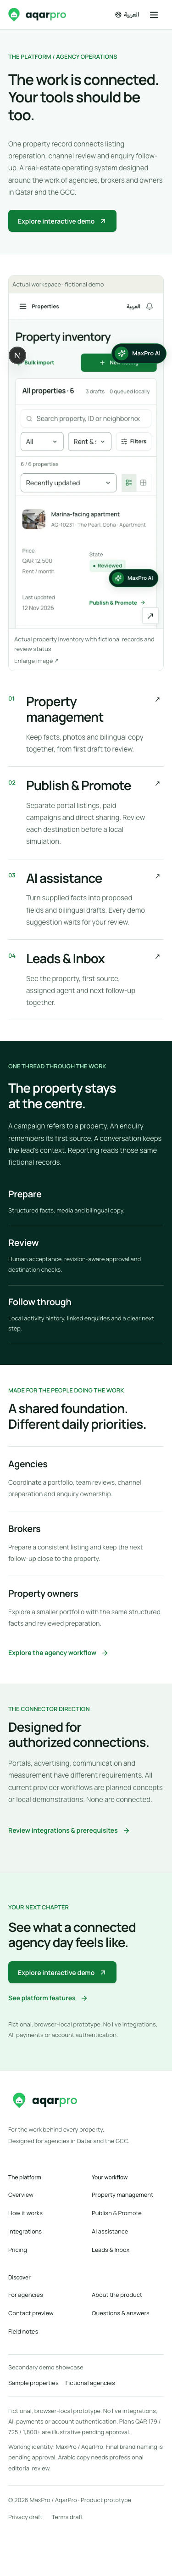 aqarpro
العربية
THE PLATFORM / AGENCY OPERATIONS
The work is connected.
Your tools should be
too.
One property record connects listing
preparation, channel review and enquiry follow-
up. A real-estate operating system designed
around the work of agencies, brokers and owners
in Qatar and the GCC.
Explore interactive demo
Actual workspace · fictional demo
Properties
العربية
Property inventory
MaxPro AI
N
Bulk import
All properties · 6
3 drafts
0 queued locally
Search property, ID or neighborhoo
All
Rent & s
Filters
6 / 6 properties
Recently updated
Marina-facing apartment
AQ-10231 · The Pearl, Doha · Apartment
Price
QAR 12,500
Rent / month
State
Reviewed
MaxPro AI
Last updated
12 Nov 2026
Publish & Promote
Actual property inventory with fictional records and
review status
Enlarge image
01
Property
management
Keep facts, photos and bilingual copy
together, from first draft to review.
02
Publish & Promote
Separate portal listings, paid
campaigns and direct sharing. Review
each destination before a local
simulation.
03
AI assistance
Turn supplied facts into proposed
fields and bilingual drafts. Every demo
suggestion waits for your review.
04
Leads & Inbox
See the property, first source,
assigned agent and next follow-up
together.
ONE THREAD THROUGH THE WORK
The property stays
at the centre.
A campaign refers to a property. An enquiry
remembers its first source. A conversation keeps
the lead's context. Reporting reads those same
fictional records.
Prepare
Structured facts, media and bilingual copy.
Review
Human acceptance, revision-aware approval and
destination checks.
Follow through
Local activity history, linked enquiries and a clear next
step.
MADE FOR THE PEOPLE DOING THE WORK
A shared foundation.
Different daily priorities.
Agencies
Coordinate a portfolio, team reviews, channel
preparation and enquiry ownership.
Brokers
Prepare a consistent listing and keep the next
follow-up close to the property.
Property owners
Explore a smaller portfolio with the same structured
facts and reviewed preparation.
Explore the agency workflow
THE CONNECTOR DIRECTION
Designed for
authorized connections.
Portals, advertising, communication and
measurement have different requirements. All
current provider workflows are planned concepts
or local demonstrations. None are connected.
Review integrations & prerequisites
YOUR NEXT CHAPTER
See what a connected
agency day feels like.
Explore interactive demo
See platform features
Fictional, browser-local prototype. No live integrations,
AI, payments or account authentication.
aqarpro
For the work behind every property.
Designed for agencies in Qatar and the GCC.
The platform
Your workflow
Overview
Property management
How it works
Publish & Promote
Integrations
AI assistance
Pricing
Leads & Inbox
Discover
For agencies
About the product
Contact preview
Questions & answers
Field notes
Secondary demo showcase
Sample properties
Fictional agencies
Fictional, browser-local prototype. No live integrations,
AI, payments or account authentication. Plans QAR 179 /
725 / 1,800+ are illustrative pending approval.
Working identity: MaxPro / AqarPro. Final brand naming is
pending approval. Arabic copy needs professional
editorial review.
© 2026 MaxPro / AqarPro · Product prototype
Privacy draft
Terms draft